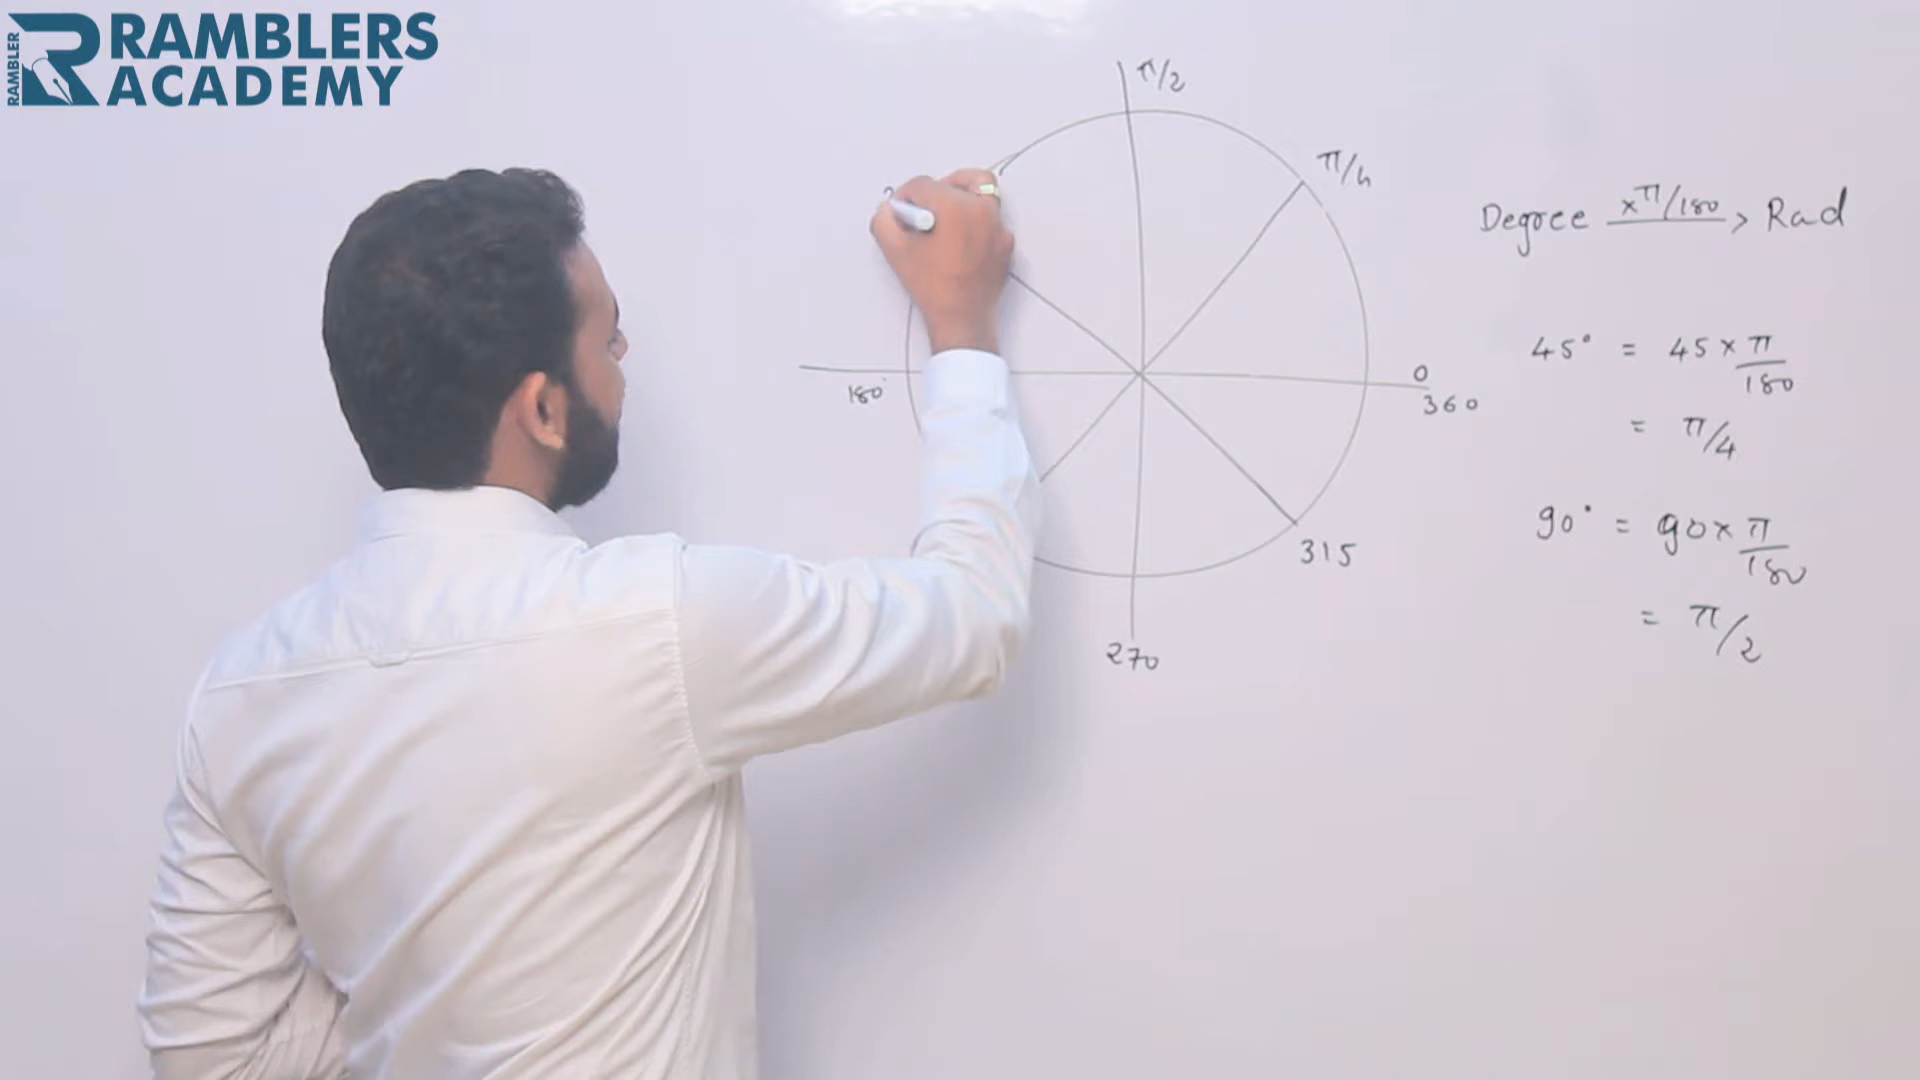 RAMBLER
RAMBLERS
ACADEMY
π/2
π/4
180°
0
360
315
270
Degree ×π/180 > Rad
45° = 45 × π/180
= π/4
90° = 90 × π/180
= π/2